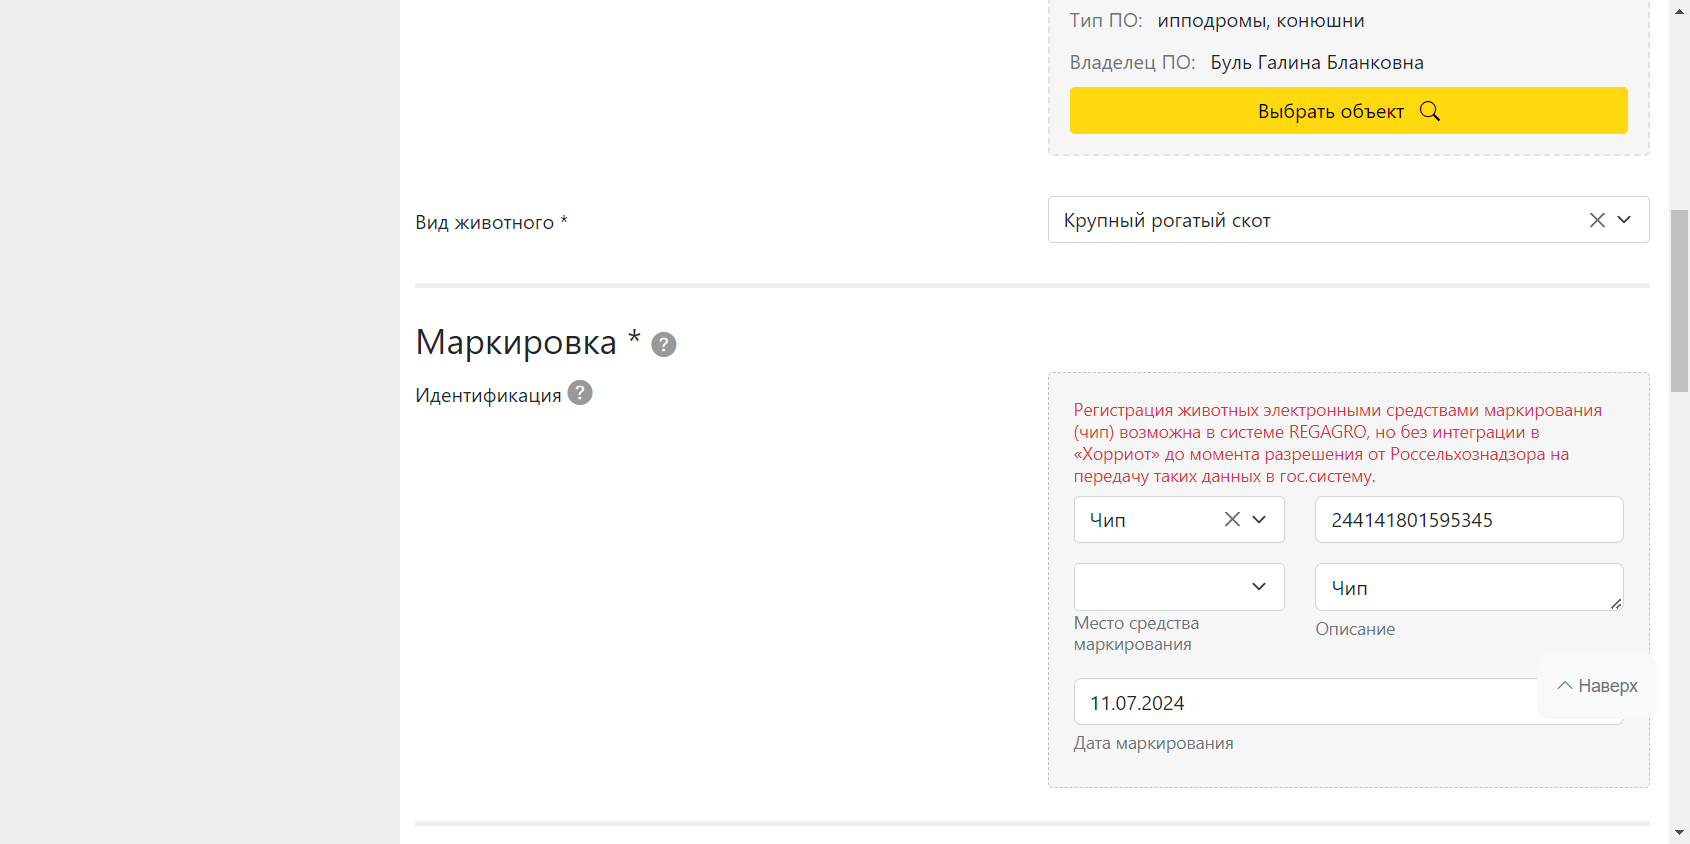 Тип ПО: ипподромы, конюшни
Владелец ПО: Буль Галина Бланковна
Выбрать объект
Вид животного *
Крупный рогатый скот
Маркировка * ?
Идентификация ?
Регистрация животных электронными средствами маркирования
(чип) возможна в системе REGAGRO, но без интеграции в
«Хорриот» до момента разрешения от Россельхознадзора на
передачу таких данных в гос.систему.
Чип
244141801595345
Чип
Место средства
маркирования
Описание
Наверх
11.07.2024
Дата маркирования